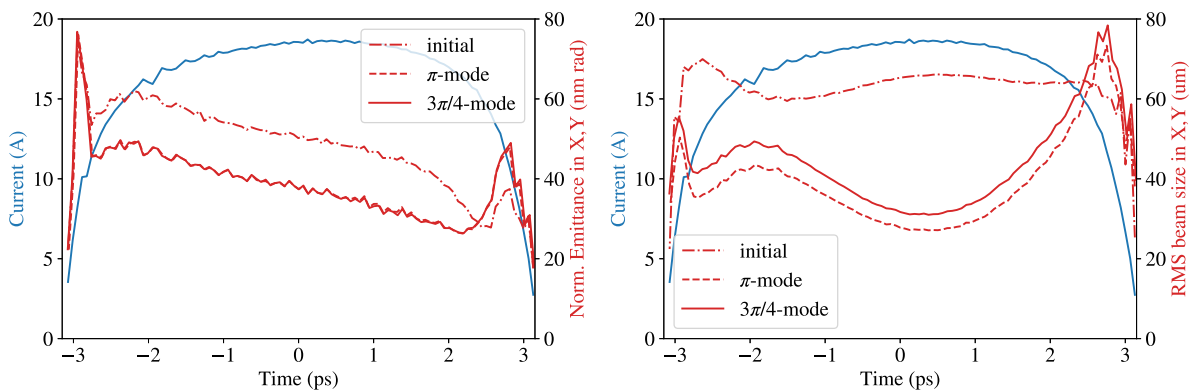 20
15
10
5
0
Current (A)
80
60
40
20
0
Norm. Emittance in X,Y (nm rad)
initial
π-mode
3π/4-mode
−3 −2 −1 0 1 2 3
Time (ps)
20
15
10
5
0
Current (A)
80
60
40
20
0
RMS beam size in X,Y (um)
initial
π-mode
3π/4-mode
−3 −2 −1 0 1 2 3
Time (ps)